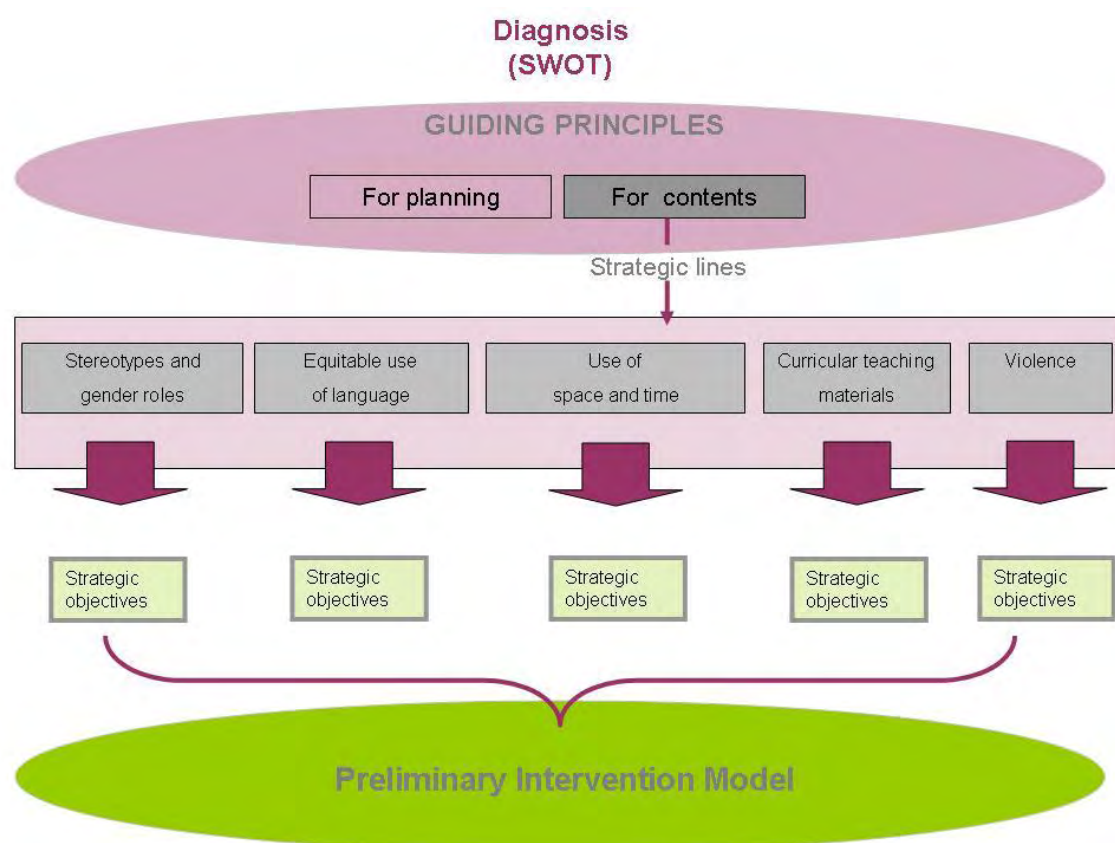 Diagnosis
(SWOT)
GUIDING PRINCIPLES
For planning
For contents
Strategic lines
Stereotypes and
gender roles
Equitable use
of language
Use of
space and time
Curricular teaching
materials
Violence
Strategic
objectives
Strategic
objectives
Strategic
objectives
Strategic
objectives
Strategic
objectives
Preliminary Intervention Model